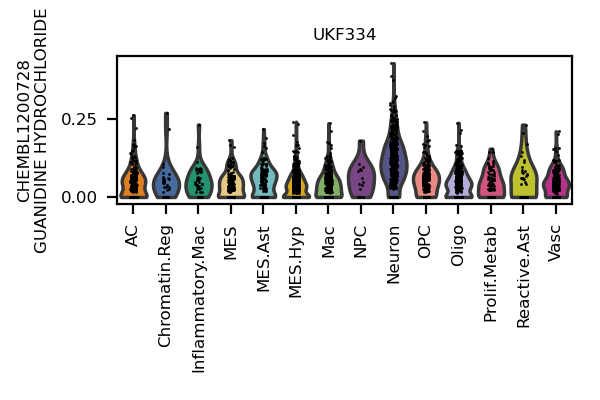 UKF334
CHEMBL1200728
GUANIDINE HYDROCHLORIDE
0.25
0.00
AC
Chromatin.Reg
Inflammatory.Mac
MES
MES.Ast
MES.Hyp
Mac
NPC
Neuron
OPC
Oligo
Prolif.Metab
Reactive.Ast
Vasc